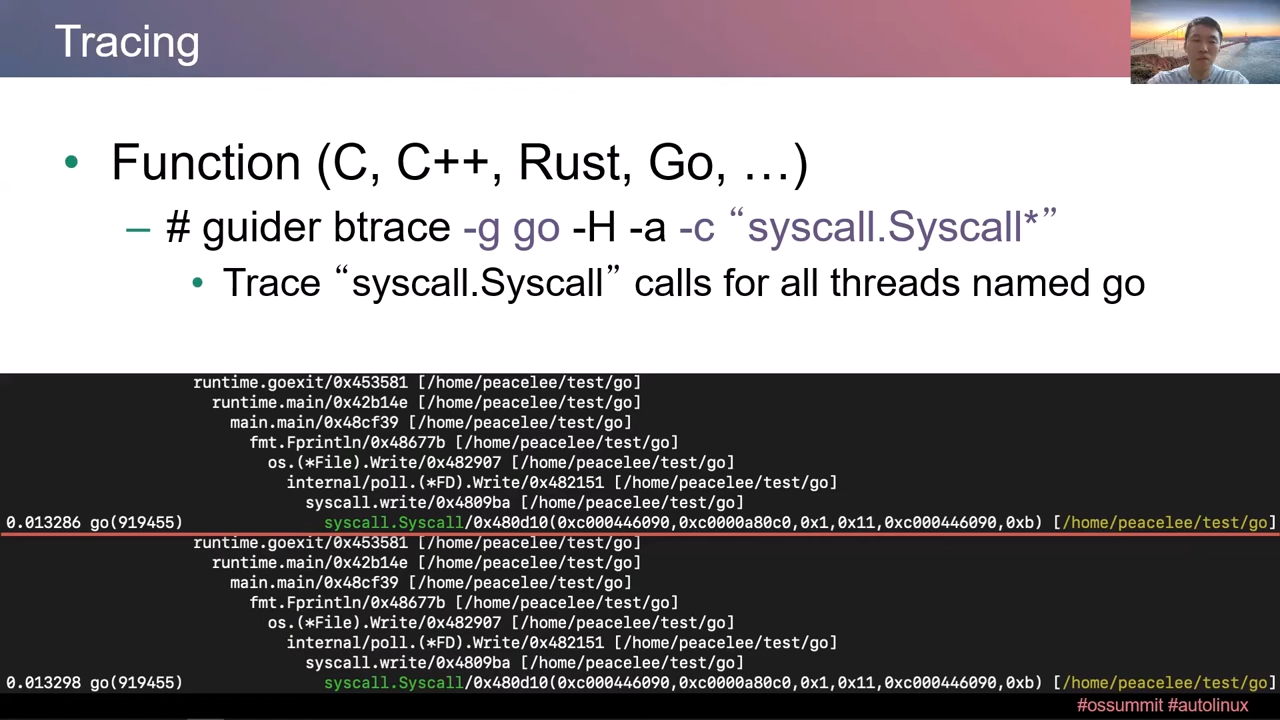 Tracing
• Function (C, C++, Rust, Go, …)
– # guider btrace -g go -H -a -c “syscall.Syscall*”
• Trace “syscall.Syscall” calls for all threads named go
runtime.goexit/0x453581 [/home/peacelee/test/go]
runtime.main/0x42b14e [/home/peacelee/test/go]
main.main/0x48cf39 [/home/peacelee/test/go]
fmt.Fprintln/0x48677b [/home/peacelee/test/go]
os.(*File).Write/0x482907 [/home/peacelee/test/go]
internal/poll.(*FD).Write/0x482151 [/home/peacelee/test/go]
syscall.write/0x4809ba [/home/peacelee/test/go]
0.013286 go(919455) syscall.Syscall/0x480d10(0xc000446090,0xc0000a80c0,0x1,0x11,0xc000446090,0xb) [/home/peacelee/test/go]
runtime.goexit/0x453581 [/home/peacelee/test/go]
runtime.main/0x42b14e [/home/peacelee/test/go]
main.main/0x48cf39 [/home/peacelee/test/go]
fmt.Fprintln/0x48677b [/home/peacelee/test/go]
os.(*File).Write/0x482907 [/home/peacelee/test/go]
internal/poll.(*FD).Write/0x482151 [/home/peacelee/test/go]
syscall.write/0x4809ba [/home/peacelee/test/go]
0.013298 go(919455) syscall.Syscall/0x480d10(0xc000446090,0xc0000a80c0,0x1,0x11,0xc000446090,0xb) [/home/peacelee/test/go]
#ossummit #autolinux